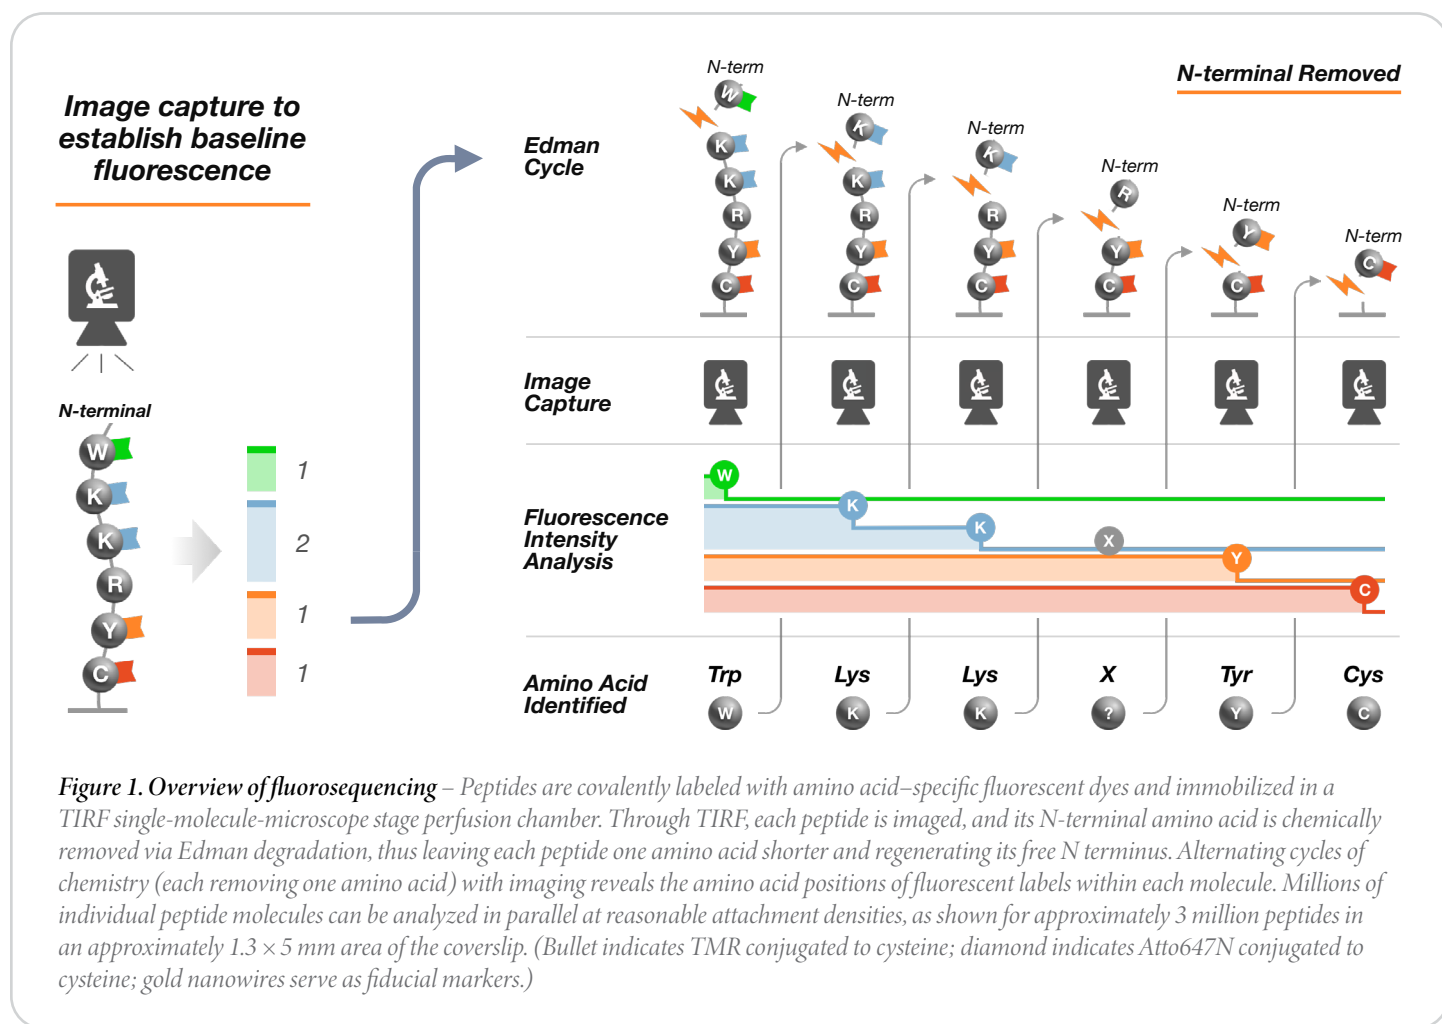 Image capture to
establish baseline
fluorescence
N-terminal
W
K
K
R
Y
C
1
2
1
1
N-terminal Removed
Edman
Cycle
N-term
W
K
K
R
Y
C
N-term
K
K
R
Y
C
N-term
K
R
Y
C
N-term
R
Y
C
N-term
Y
C
N-term
C
Image
Capture
Fluorescence
Intensity
Analysis
W
K
K
X
Y
C
Amino Acid
Identified
Trp Lys Lys X Tyr Cys
W K K ? Y C
Figure 1. Overview of fluorosequencing – Peptides are covalently labeled with amino acid–specific fluorescent dyes and immobilized in a
TIRF single-molecule-microscope stage perfusion chamber. Through TIRF, each peptide is imaged, and its N-terminal amino acid is chemically
removed via Edman degradation, thus leaving each peptide one amino acid shorter and regenerating its free N terminus. Alternating cycles of
chemistry (each removing one amino acid) with imaging reveals the amino acid positions of fluorescent labels within each molecule. Millions of
individual peptide molecules can be analyzed in parallel at reasonable attachment densities, as shown for approximately 3 million peptides in
an approximately 1.3 × 5 mm area of the coverslip. (Bullet indicates TMR conjugated to cysteine; diamond indicates Atto647N conjugated to
cysteine; gold nanowires serve as fiducial markers.)